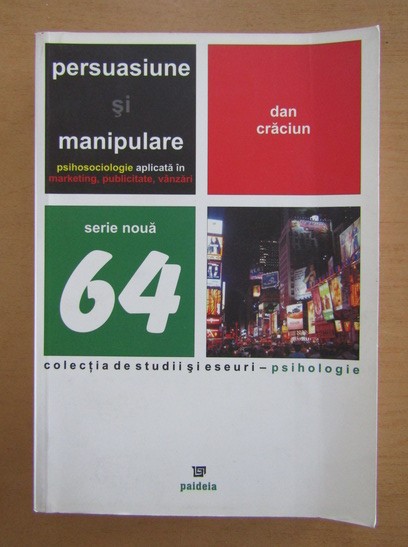 persuasiune
şi
manipulare
psihosociologie aplicată în
marketing, publicitate, vânzări
dan
crăciun
serie nouă
64
colecţia de studii şi eseuri – psihologie
paideia